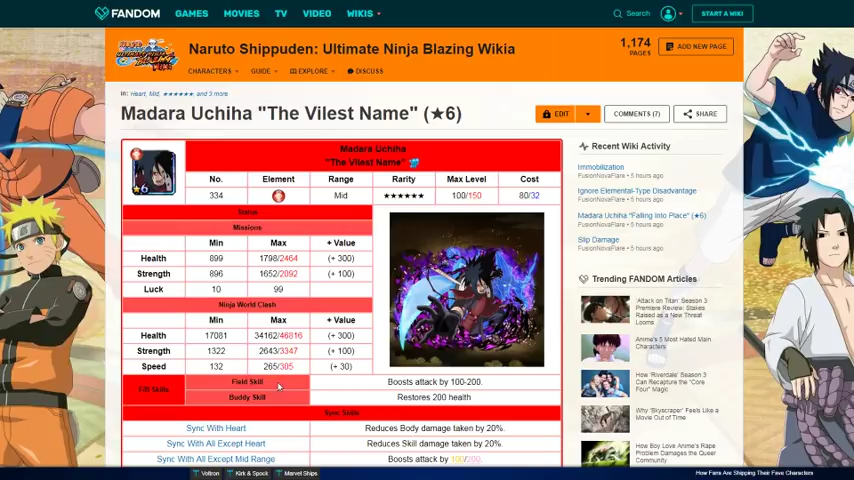 FANDOM GAMES MOVIES TV VIDEO WIKIS Search START A WIKI
Naruto Shippuden: Ultimate Ninja Blazing Wikia
1,174 PAGES
ADD NEW PAGE
CHARACTERS GUIDE EXPLORE DISCUSS
in: Heart, Mid, ★★★★★★, and 3 more
Madara Uchiha "The Vilest Name" (★6)
EDIT COMMENTS (7) SHARE
Madara Uchiha
"The Vilest Name"
No. Element Range Rarity Max Level Cost
334 Mid ★★★★★★ 100/150 80/32
Status
Missions
Min Max + Value
Health 899 1798/2464 (+ 300)
Strength 896 1652/2092 (+ 100)
Luck 10 99
Ninja World Clash
Min Max + Value
Health 17081 34162/46816 (+ 300)
Strength 1322 2643/3347 (+ 100)
Speed 132 265/305 (+ 30)
Field Skill Boosts attack by 100-200.
Buddy Skill Restores 200 health
Sync Skills
Sync With Heart Reduces Body damage taken by 20%.
Sync With All Except Heart Reduces Skill damage taken by 20%.
Sync With All Except Mid Range Boosts attack by 100/200.
Recent Wiki Activity
Immobilization
FusionNovaFlare • 5 hours ago
Ignore Elemental-Type Disadvantage
FusionNovaFlare • 5 hours ago
Madara Uchiha "Falling Into Place" (★6)
FusionNovaFlare • 5 hours ago
Slip Damage
FusionNovaFlare • 5 hours ago
Trending FANDOM Articles
'Attack on Titan' Season 3
Premiere Review: Stakes
Raised as a New Threat
Looms
Anime's 5 Most Hated Main
Characters
How 'Riverdale' Season 3
Can Recapture the "Core
Four" Magic
Why 'Skyscraper' Feels Like a
Movie Out of Time
How Boy Love Anime's Rape
Problem Damages the Queer
Community
Voltron Kirk & Spock Marvel Ships How Fans Are Shipping Their Fave Characters